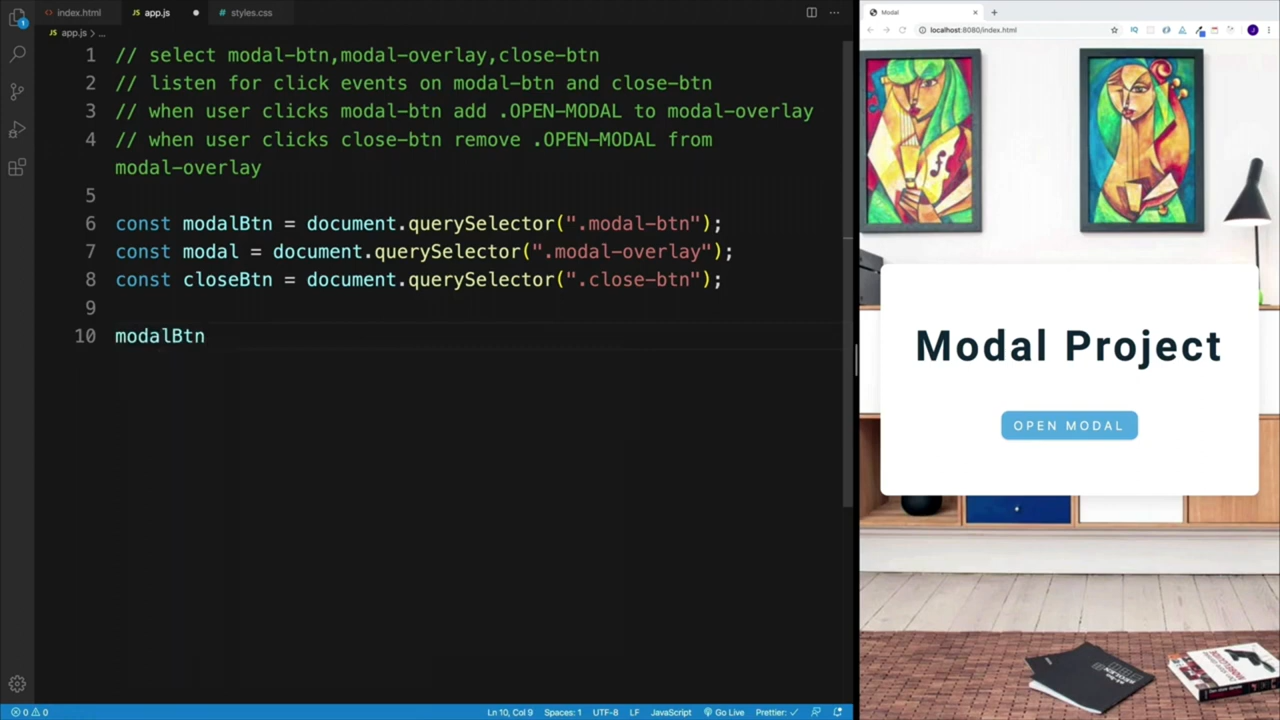 index.html
JS app.js
# styles.css
JS app.js > ...
1 // select modal-btn,modal-overlay,close-btn
2 // listen for click events on modal-btn and close-btn
3 // when user clicks modal-btn add .OPEN-MODAL to modal-overlay
4 // when user clicks close-btn remove .OPEN-MODAL from
modal-overlay
5
6 const modalBtn = document.querySelector(".modal-btn");
7 const modal = document.querySelector(".modal-overlay");
8 const closeBtn = document.querySelector(".close-btn");
9
10 modalBtn
1
0 0 Ln 10, Col 9 Spaces: 1 UTF-8 LF JavaScript Go Live Prettier: ✓
Modal
localhost:8080/index.html
J
Modal Project
OPEN MODAL